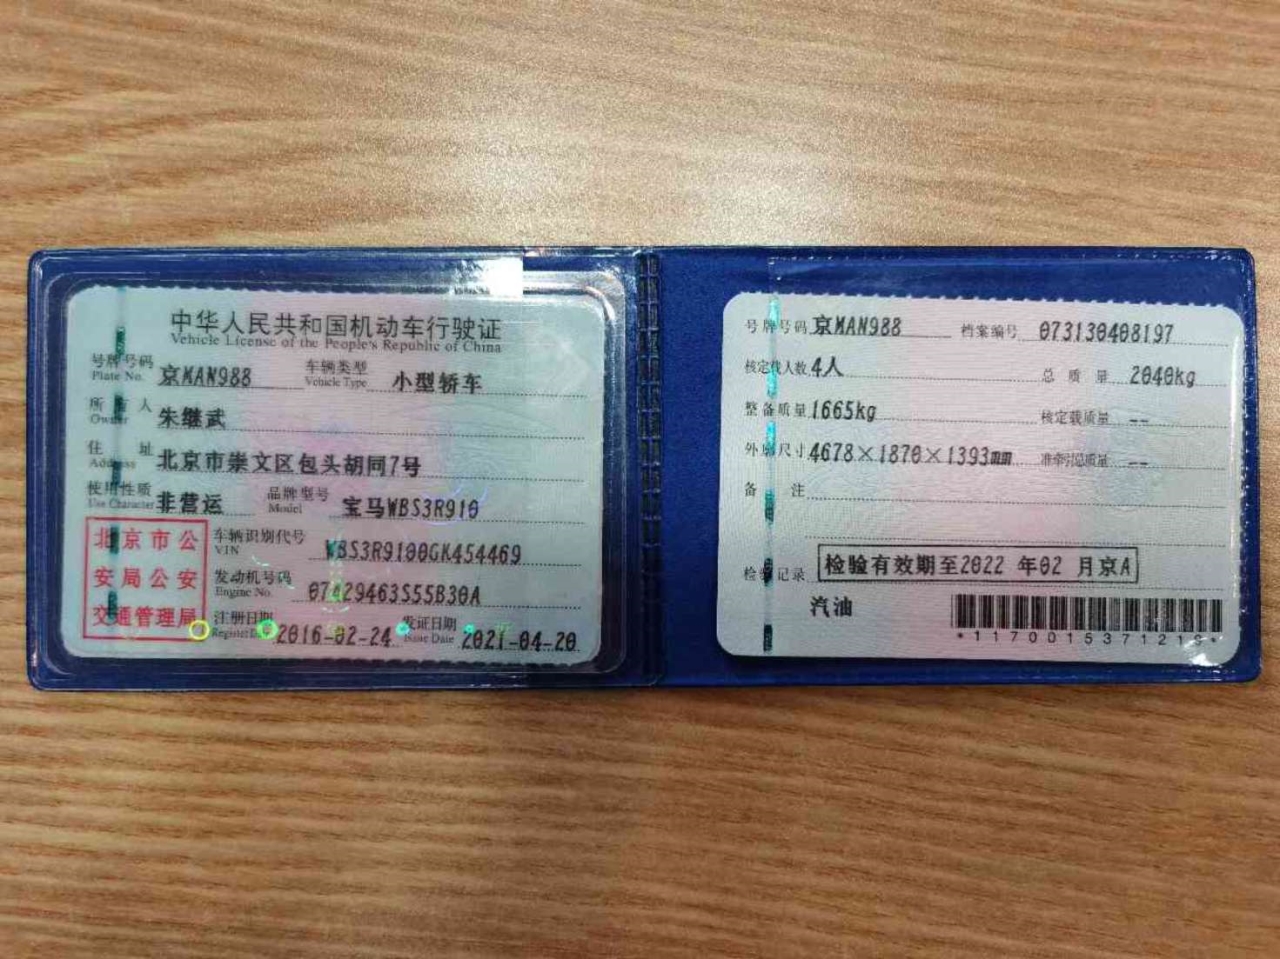 中华人民共和国机动车行驶证
Vehicle License of the People's Republic of China
号牌号码 京MAN988 车辆类型 小型轿车
Plate No. Vehicle Type
所有人 朱继武
Owner
住址 北京市崇文区包头胡同7号
Address
使用性质 非营运 品牌型号 宝马WBS3R910
Use Character Model
北京市公
安局公安
交通管理局
车辆识别代号 WBS3R9100GK454469
VIN
发动机号码 07429463S55B30A
Engine No.
注册日期 2016-02-24 发证日期 2021-04-20
Register Date Issue Date
号牌号码 京MAN988 档案编号 073130408197
核定载人数 4人 总质量 2040kg
整备质量 1665kg 核定载质量 --
外廓尺寸 4678×1870×1393mm 准牵引总质量 --
备注
检验记录 检验有效期至2022 年02 月京A
汽油
*1170015371219*